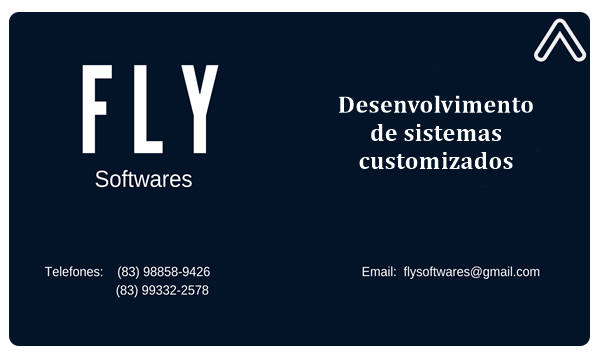 FLY
Softwares
Desenvolvimento
de sistemas
customizados
Telefones: (83) 98858-9426
(83) 99332-2578
Email: flysoftwares@gmail.com